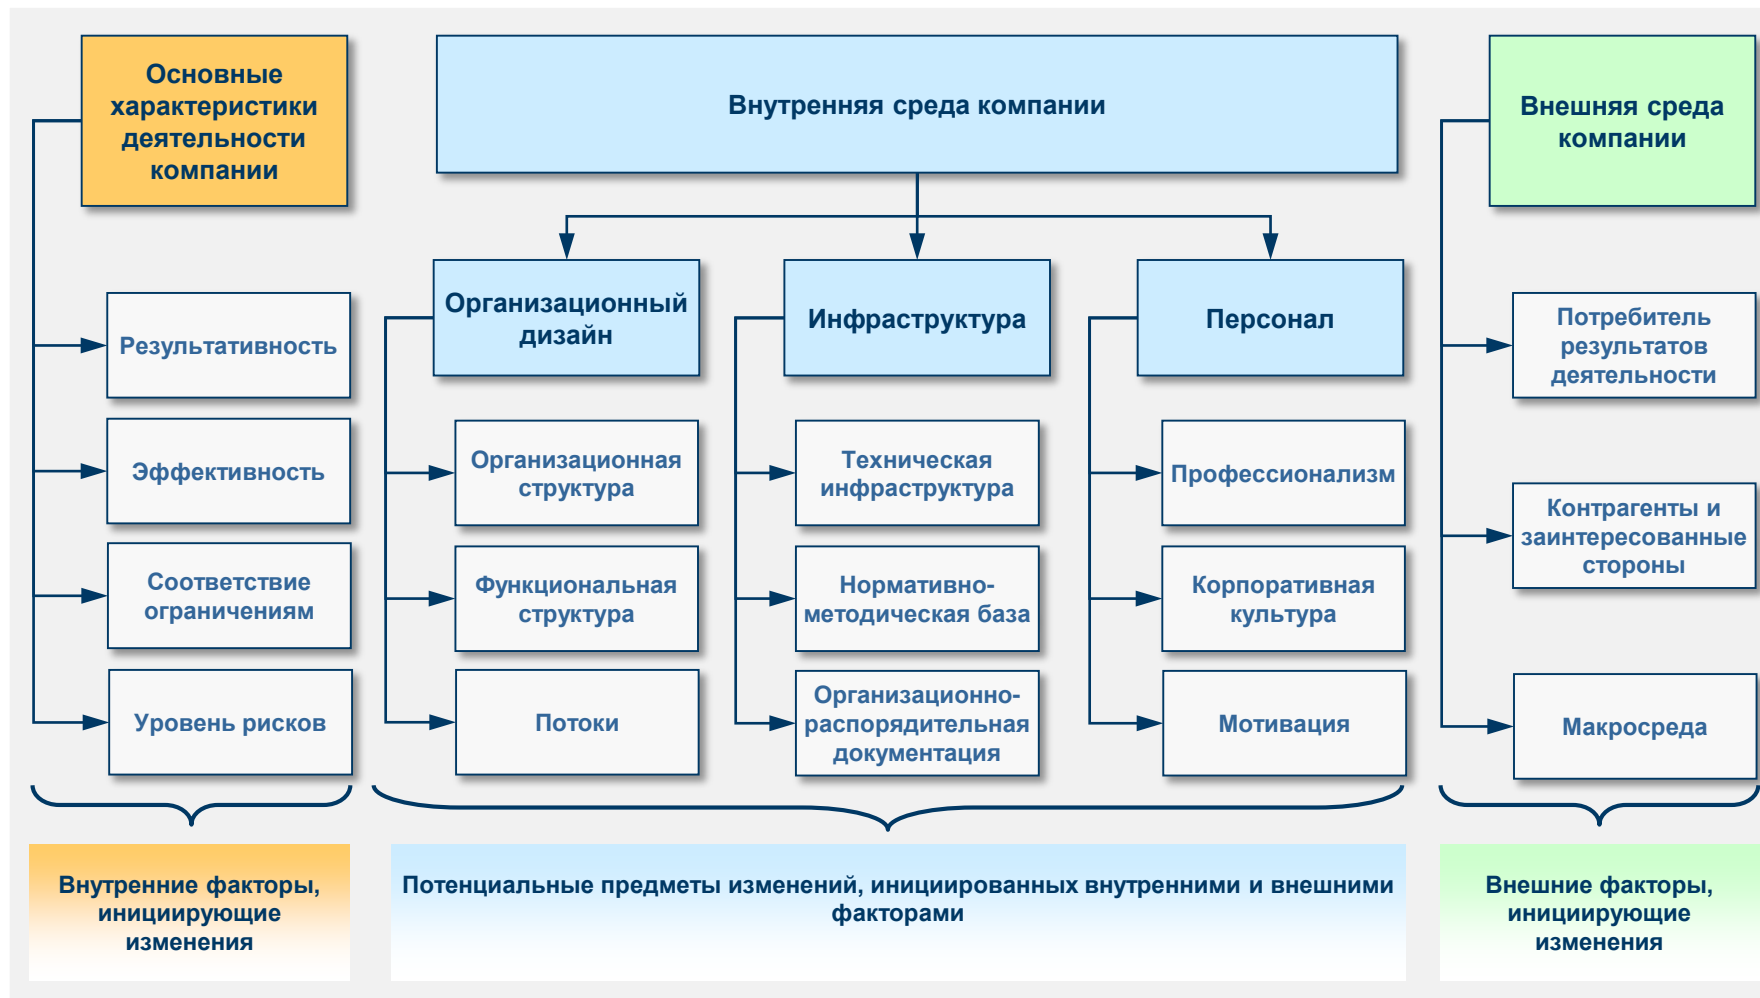 Основные
характеристики
деятельности
компании
Результативность
Эффективность
Соответствие
ограничениям
Уровень рисков
Внутренние факторы,
инициирующие
изменения
Внутренняя среда компании
Организационный
дизайн
Организационная
структура
Функциональная
структура
Потоки
Инфраструктура
Техническая
инфраструктура
Нормативно-
методическая база
Организационно-
распорядительная
документация
Персонал
Профессионализм
Корпоративная
культура
Мотивация
Потенциальные предметы изменений, инициированных внутренними и внешними
факторами
Внешняя среда
компании
Потребитель
результатов
деятельности
Контрагенты и
заинтересованные
стороны
Макросреда
Внешние факторы,
инициирующие
изменения